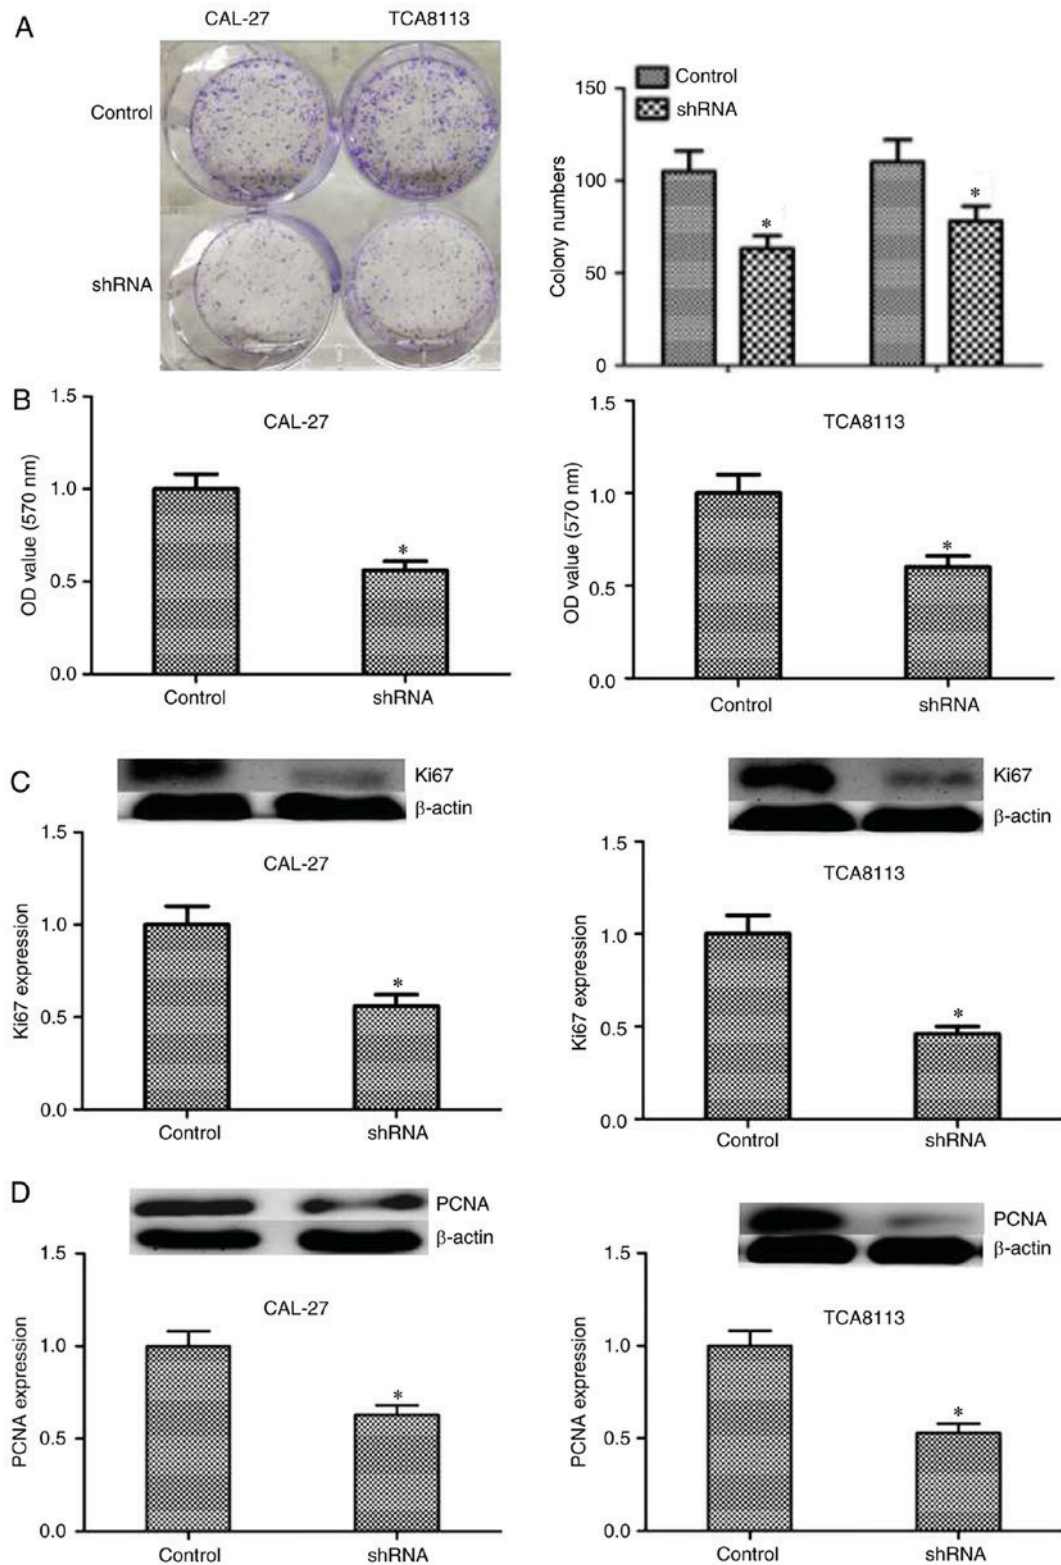 A
CAL-27 TCA8113
Control
shRNA
Control
shRNA
150
100
50
0
Colony numbers
*
*
B
CAL-27
1.5
1.0
0.5
0.0
OD value (570 nm)
*
Control shRNA
TCA8113
1.5
1.0
0.5
0.0
OD value (570 nm)
*
Control shRNA
C
Ki67
β-actin
CAL-27
1.5
1.0
0.5
0.0
Ki67 expression
*
Control shRNA
Ki67
β-actin
TCA8113
1.5
1.0
0.5
0.0
Ki67 expression
*
Control shRNA
D
PCNA
β-actin
CAL-27
1.5
1.0
0.5
0.0
PCNA expression
*
Control shRNA
PCNA
β-actin
TCA8113
1.5
1.0
0.5
0.0
PCNA expression
*
Control shRNA